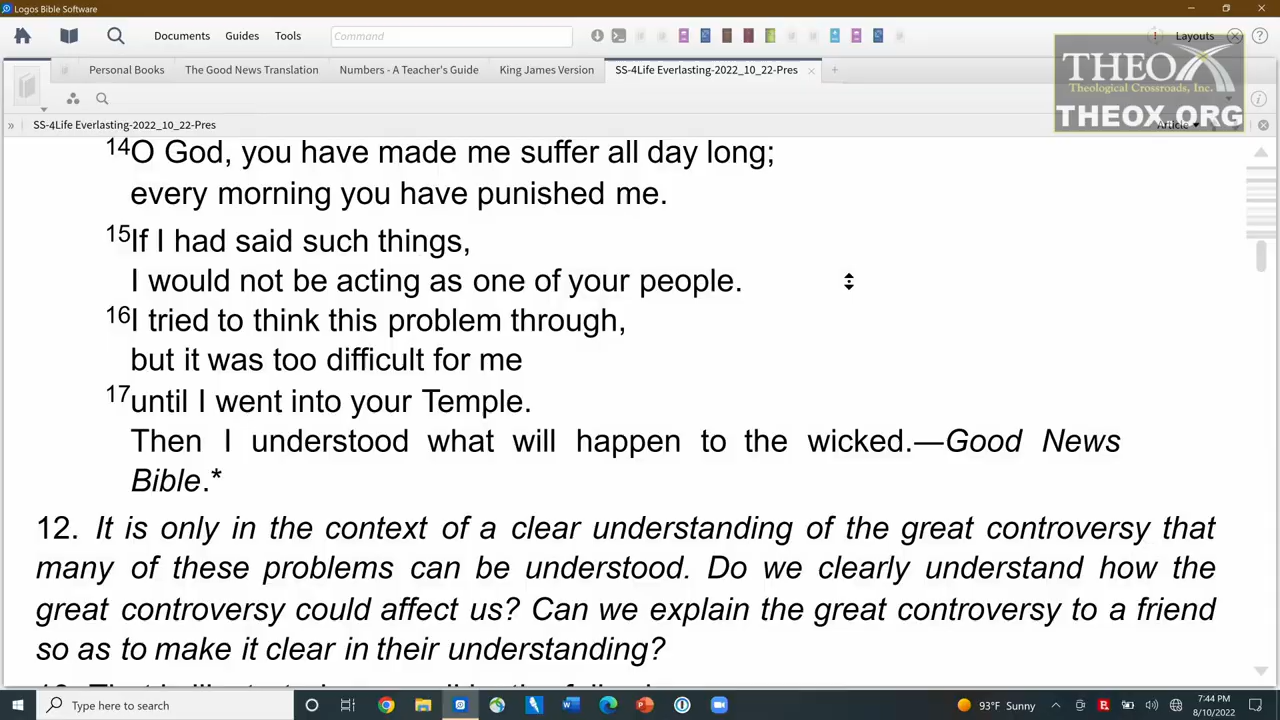 Logos Bible Software
Documents Guides Tools Command Layouts
THEOX
Theological Crossroads, Inc.
THEOX.ORG
Personal Books The Good News Translation Numbers - A Teacher's Guide King James Version SS-4Life Everlasting-2022_10_22-Pres
SS-4Life Everlasting-2022_10_22-Pres Article
14O God, you have made me suffer all day long;
every morning you have punished me.
15If I had said such things,
I would not be acting as one of your people.
16I tried to think this problem through,
but it was too difficult for me
17until I went into your Temple.
Then I understood what will happen to the wicked.—Good News
Bible.*
12. It is only in the context of a clear understanding of the great controversy that
many of these problems can be understood. Do we clearly understand how the
great controversy could affect us? Can we explain the great controversy to a friend
so as to make it clear in their understanding?
Type here to search
93°F Sunny
7:44 PM
8/10/2022